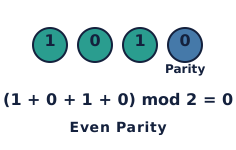 1 0 1 0
Parity
(1 + 0 + 1 + 0) mod 2 = 0
Even Parity